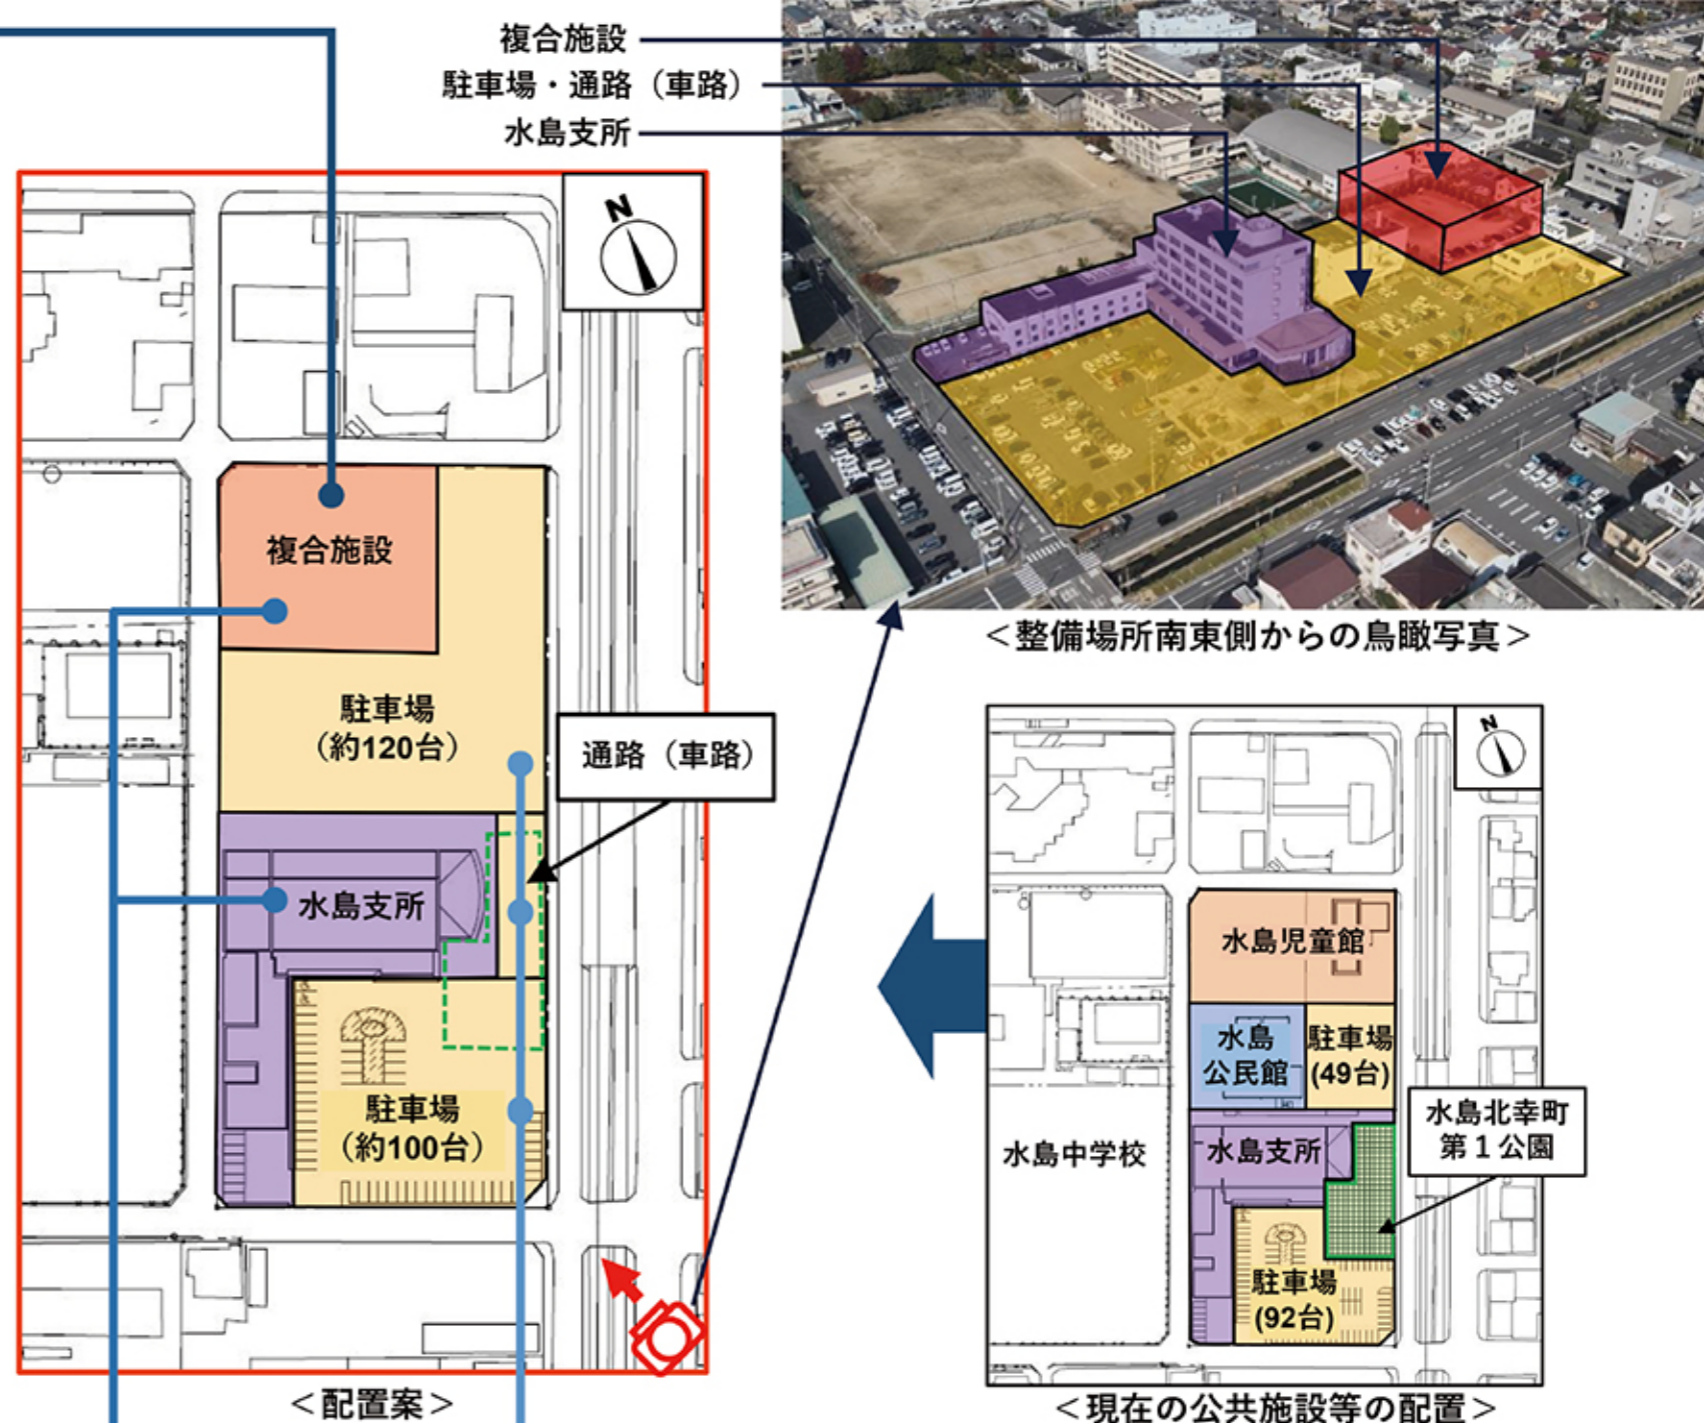 複合施設
駐車場・通路（車路）
水島支所
＜整備場所南東側からの鳥瞰写真＞
N
複合施設
駐車場
（約120台）
通路（車路）
水島支所
駐車場
（約100台）
＜配置案＞
N
水島児童館
水島
公民館
駐車場
(49台)
水島北幸町
第１公園
水島中学校
水島支所
駐車場
(92台)
＜現在の公共施設等の配置＞